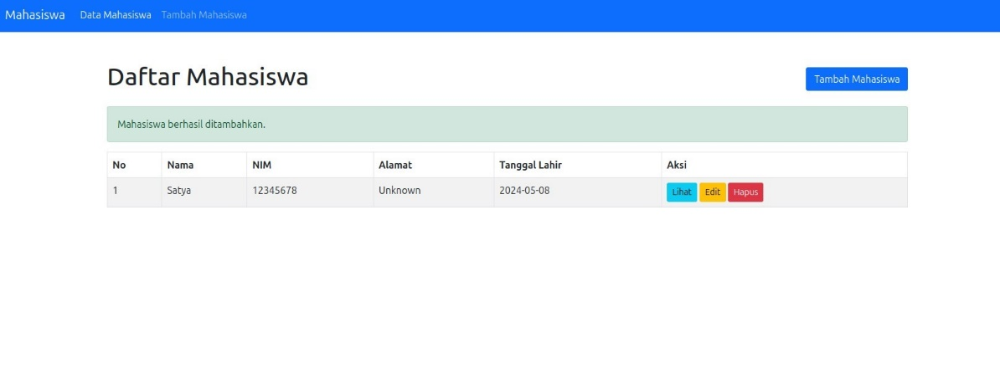 Mahasiswa Data Mahasiswa Tambah Mahasiswa
Daftar Mahasiswa
Tambah Mahasiswa
Mahasiswa berhasil ditambahkan.
No Nama NIM Alamat Tanggal Lahir Aksi
1 Satya 12345678 Unknown 2024-05-08 Lihat Edit Hapus